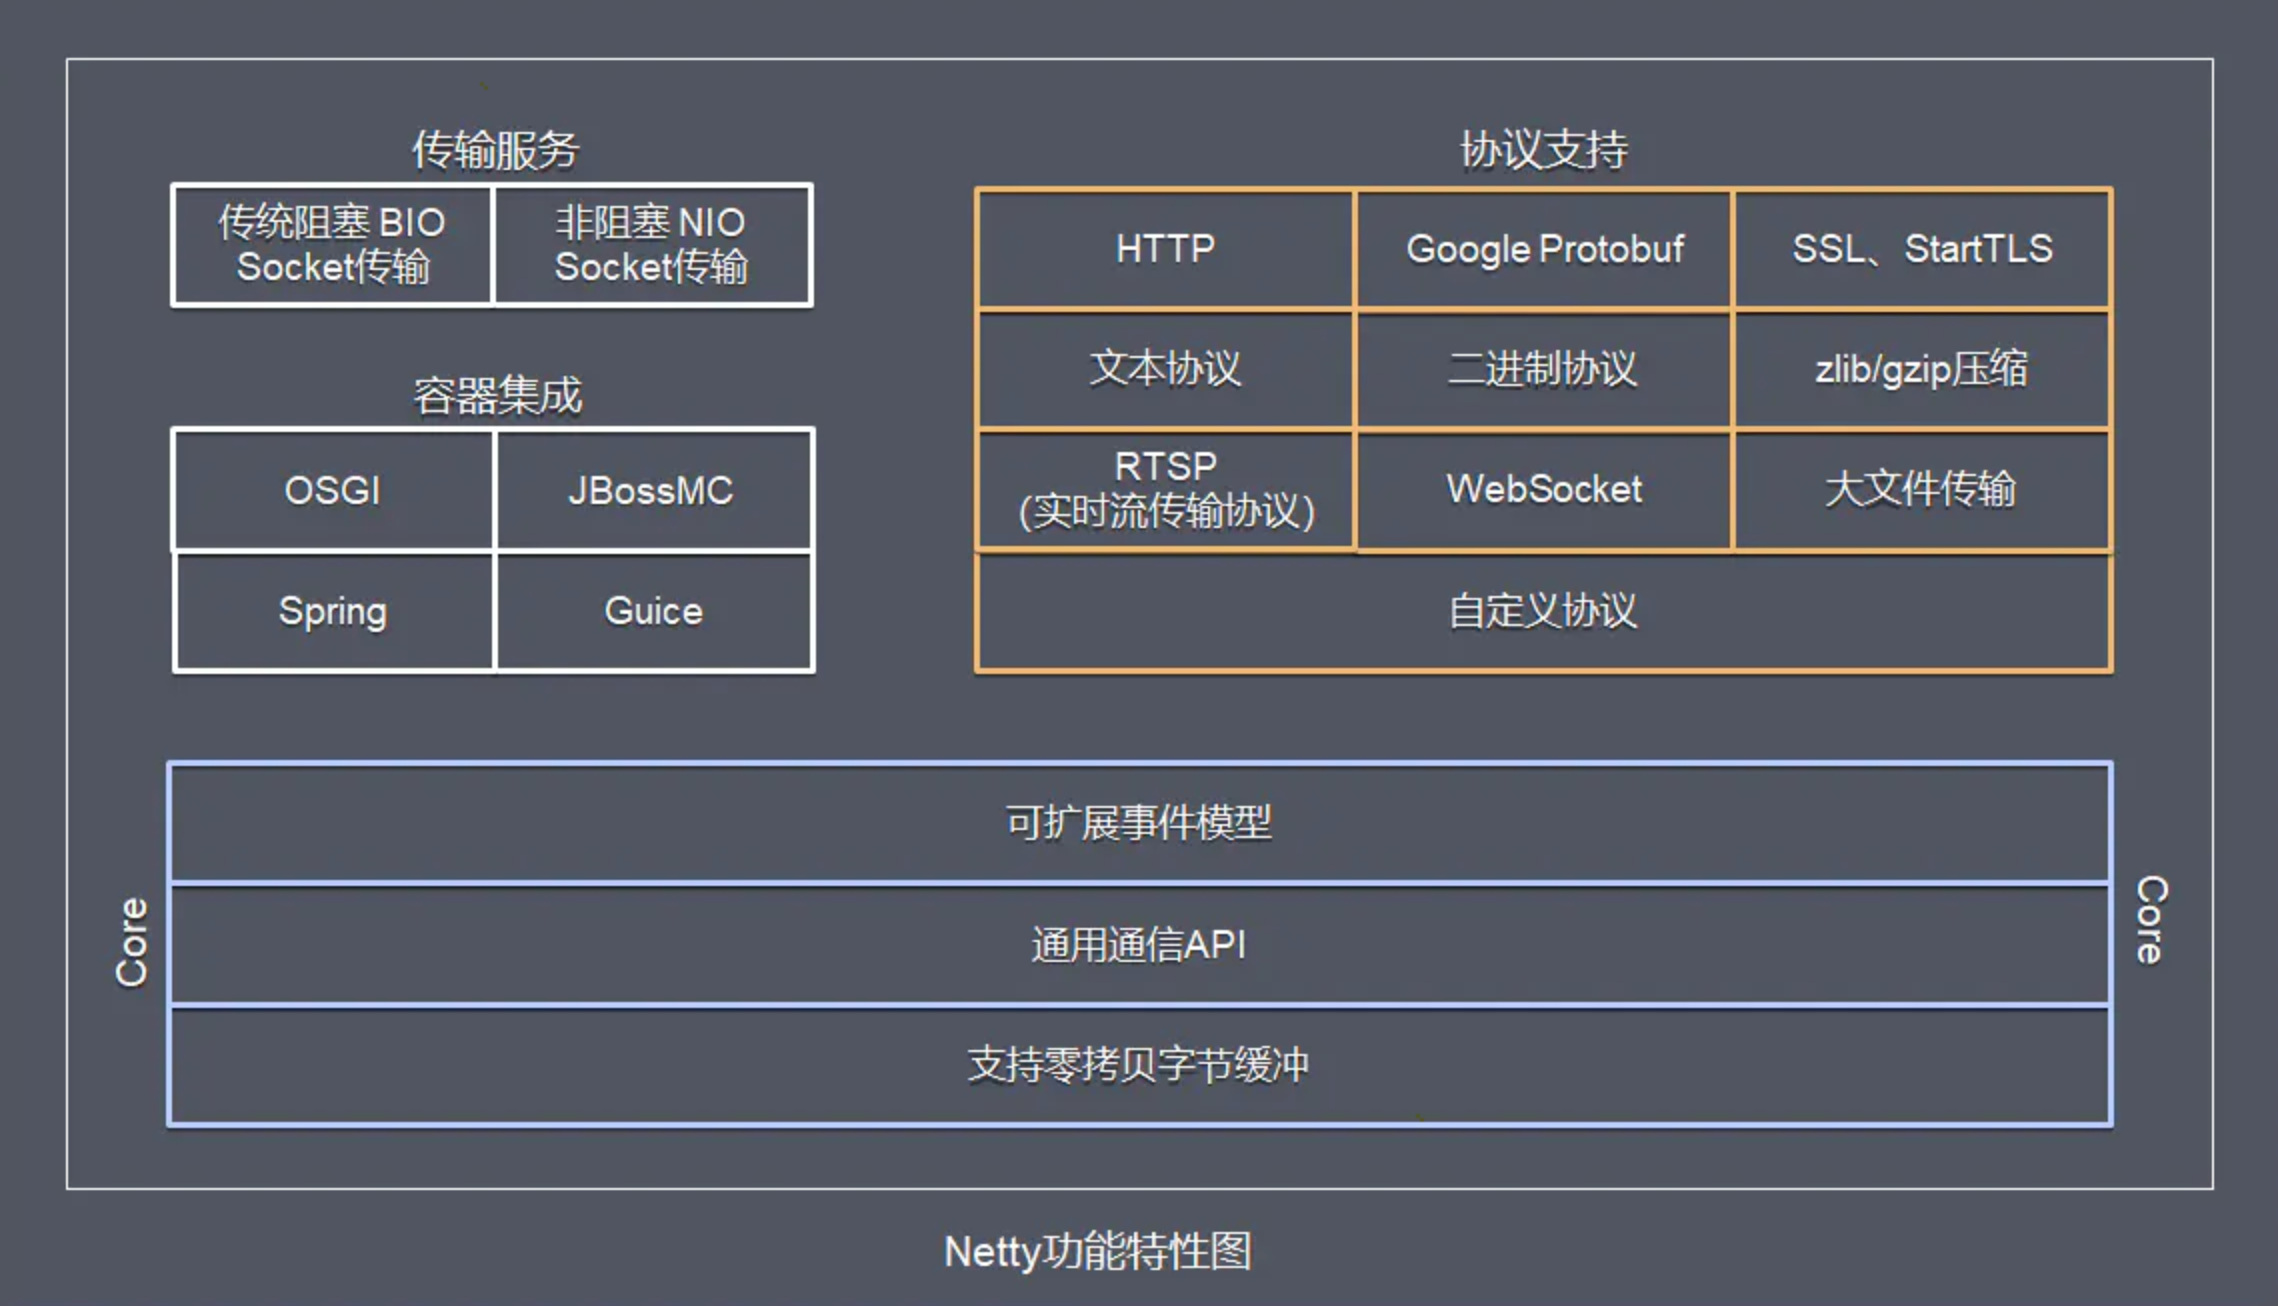 传输服务
传统阻塞 BIO
Socket传输
非阻塞 NIO
Socket传输
容器集成
OSGI
JBossMC
Spring
Guice
协议支持
HTTP
Google Protobuf
SSL、StartTLS
文本协议
二进制协议
zlib/gzip压缩
RTSP
(实时流传输协议)
WebSocket
大文件传输
自定义协议
Core
可扩展事件模型
通用通信API
支持零拷贝字节缓冲
Core
Netty功能特性图